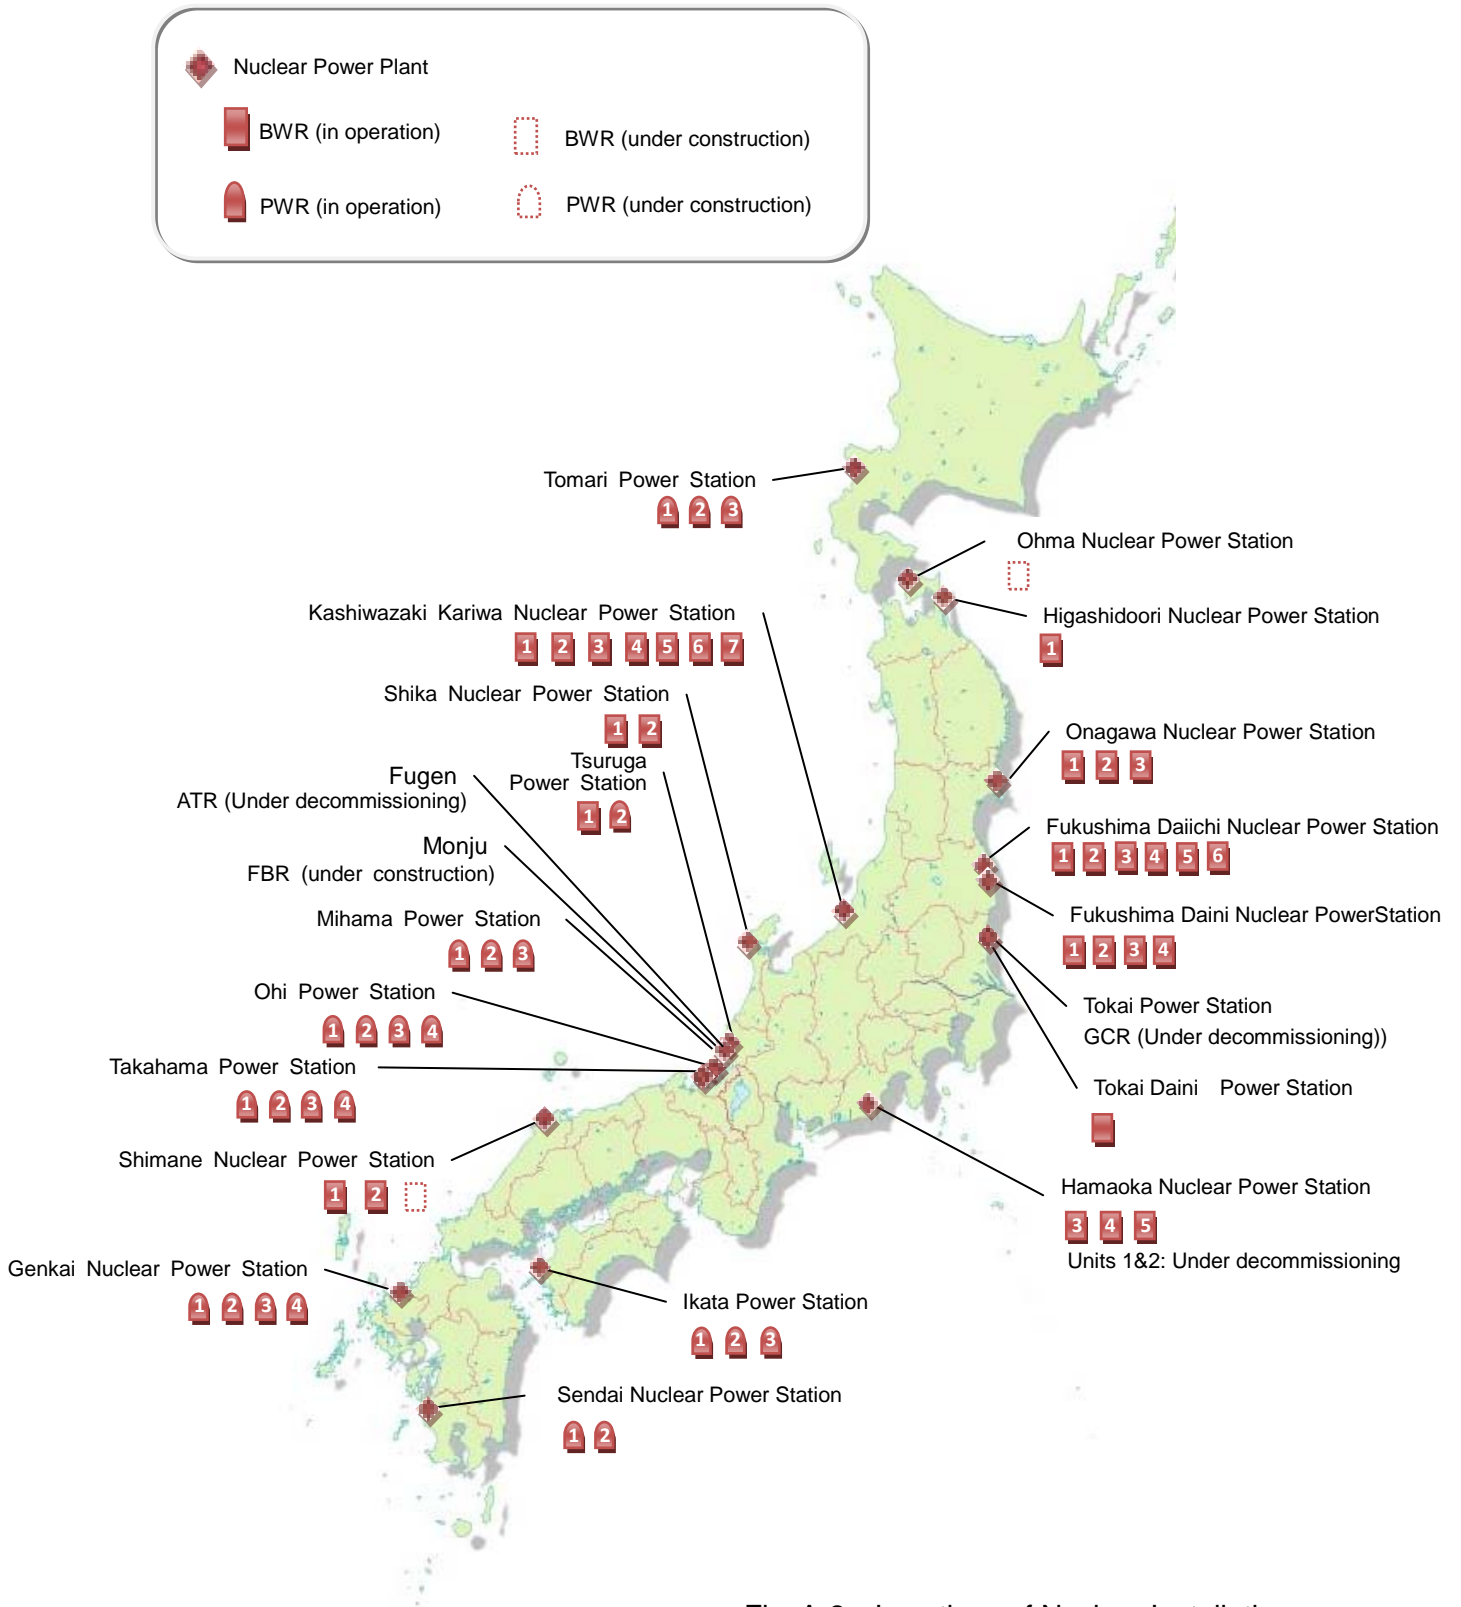 Nuclear Power Plant
BWR (in operation)
BWR (under construction)
PWR (in operation)
PWR (under construction)
Tomari Power Station
1 2 3
Ohma Nuclear Power Station
Higashidoori Nuclear Power Station
1
Kashiwazaki Kariwa Nuclear Power Station
1 2 3 4 5 6 7
Shika Nuclear Power Station
1 2
Onagawa Nuclear Power Station
1 2 3
Tsuruga
Power Station
1 2
Fugen
ATR (Under decommissioning)
Fukushima Daiichi Nuclear Power Station
1 2 3 4 5 6
Monju
FBR (under construction)
Mihama Power Station
1 2 3
Fukushima Daini Nuclear PowerStation
1 2 3 4
Ohi Power Station
1 2 3 4
Tokai Power Station
GCR (Under decommissioning))
Takahama Power Station
1 2 3 4
Tokai Daini Power Station
Shimane Nuclear Power Station
1 2
Hamaoka Nuclear Power Station
3 4 5
Units 1&2: Under decommissioning
Genkai Nuclear Power Station
1 2 3 4
Ikata Power Station
1 2 3
Sendai Nuclear Power Station
1 2